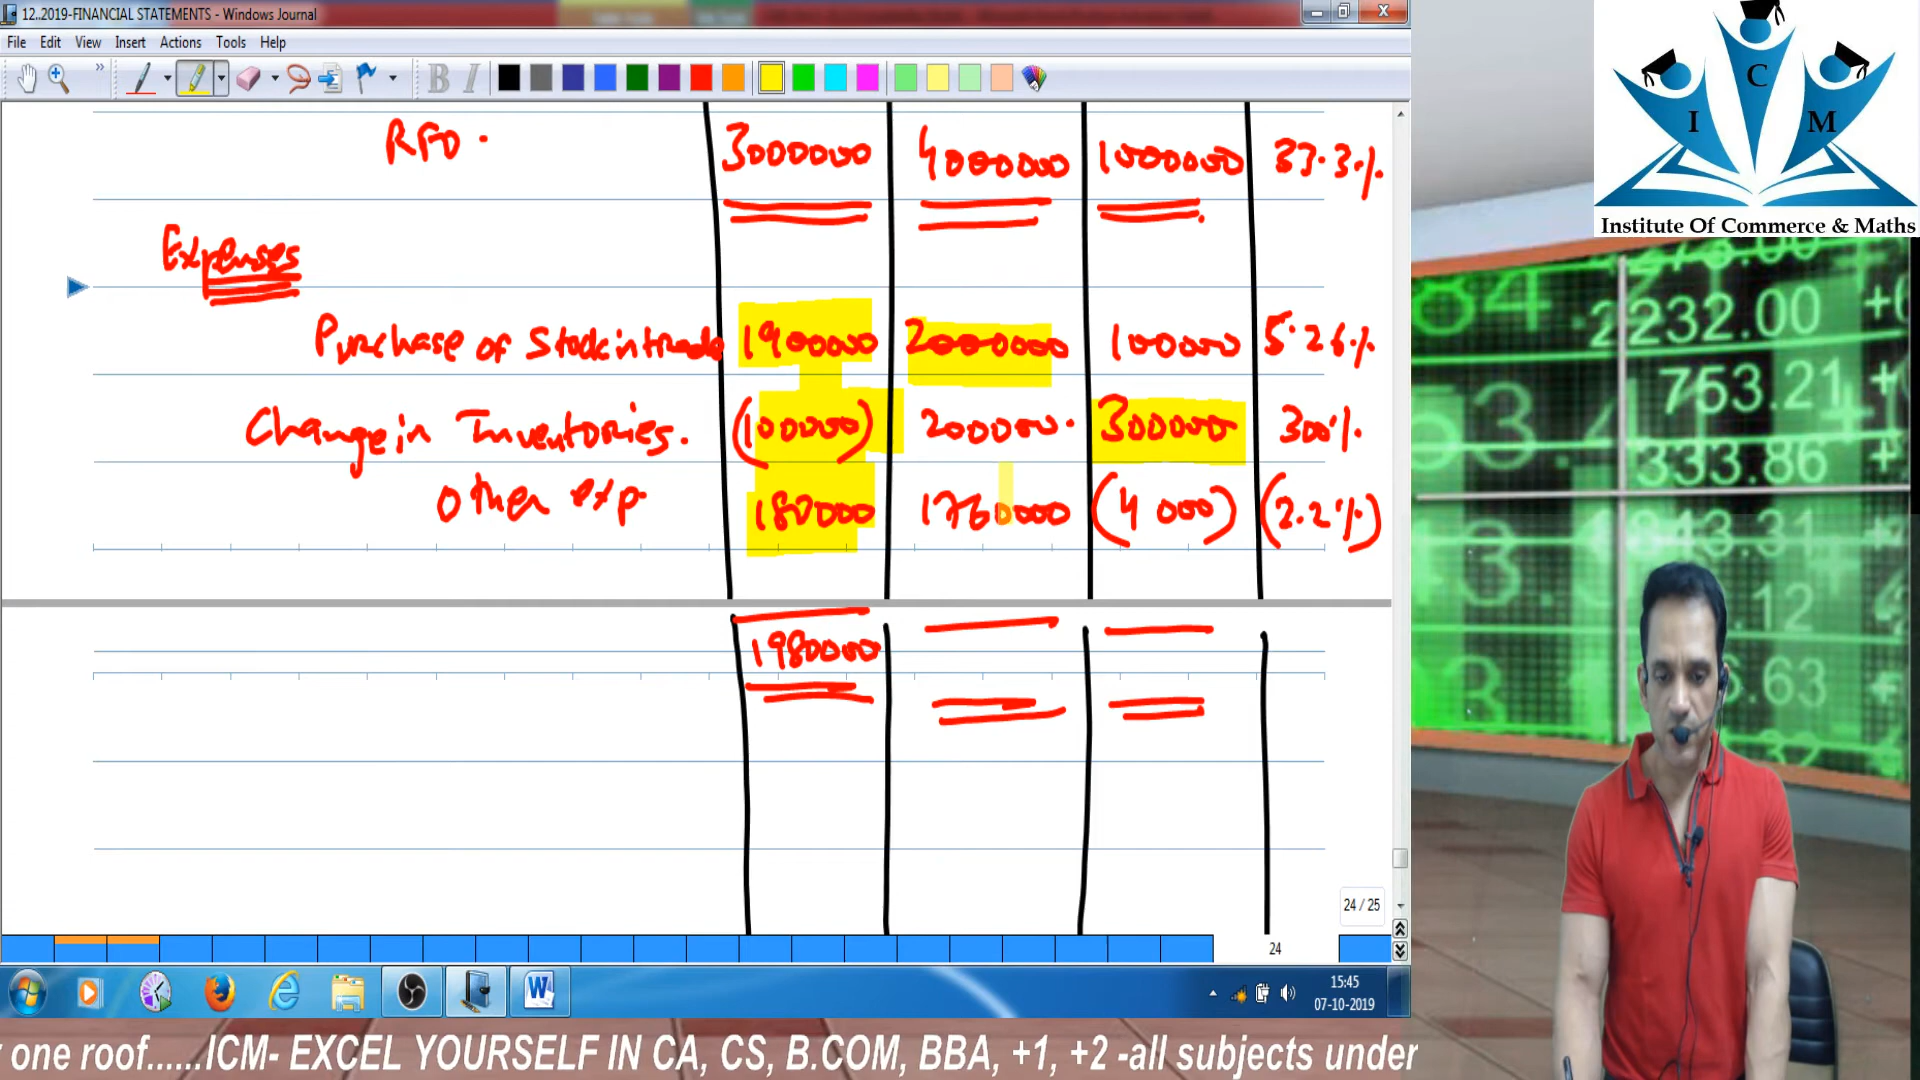 12..2019-FINANCIAL STATEMENTS - Windows Journal
File Edit View Insert Actions Tools Help
B I
RFO. 3000000 4000000 1000000 33.3%
Expenses
Purchase of Stock in trade 1900000 2000000 100000 5.26%
Change in Inventories. (100000) 200000. 300000 300%
other exp. 180000 1760000 (4000) (2.2%)
1980000
24 / 25
24
15:45
07-10-2019
I C M
Institute Of Commerce & Maths
2232.00
753.21
333.86
one roof......ICM- EXCEL YOURSELF IN CA, CS, B.COM, BBA, +1, +2 -all subjects under